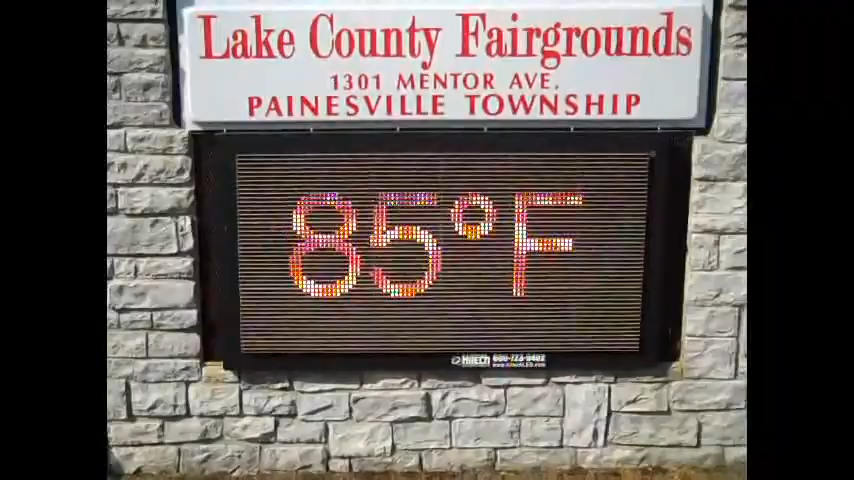 Lake County Fairgrounds
1301 MENTOR AVE.
PAINESVILLE TOWNSHIP
85°F